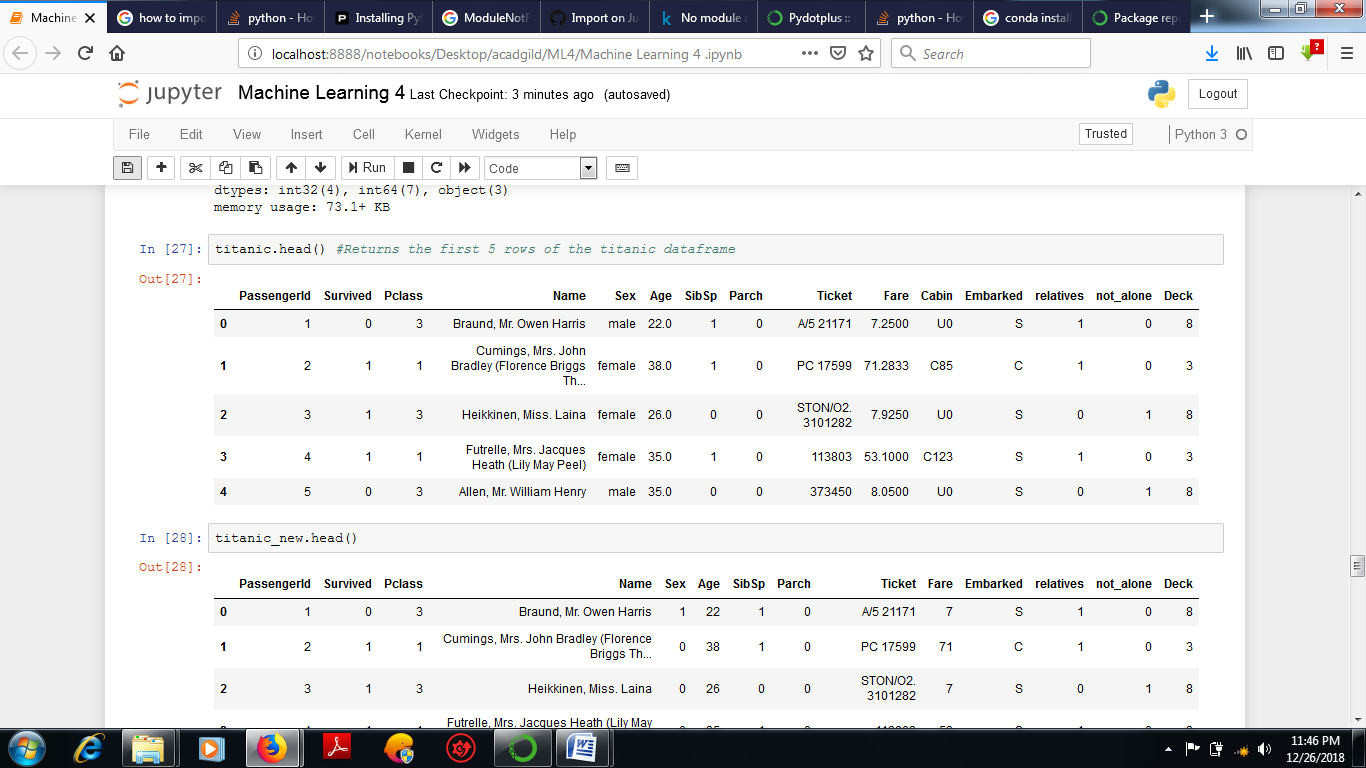 Machine
how to impo
python - Ho
Installing Py
ModuleNotF
Import on Ju
No module
Pydotplus ::
python - Ho
conda install
Package rep
localhost:8888/notebooks/Desktop/acadgild/ML4/Machine Learning 4 .ipynb
Search
jupyter Machine Learning 4 Last Checkpoint: 3 minutes ago (autosaved)
Logout
File Edit View Insert Cell Kernel Widgets Help
Trusted Python 3
Run Code
dtypes: int32(4), int64(7), object(3)
memory usage: 73.1+ KB
In [27]: titanic.head() #Returns the first 5 rows of the titanic dataframe
Out[27]:
PassengerId Survived Pclass Name Sex Age SibSp Parch Ticket Fare Cabin Embarked relatives not_alone Deck
0 1 0 3 Braund, Mr. Owen Harris male 22.0 1 0 A/5 21171 7.2500 U0 S 1 0 8
Cumings, Mrs. John
1 2 1 1 Bradley (Florence Briggs female 38.0 1 0 PC 17599 71.2833 C85 C 1 0 3
Th...
2 3 1 3 Heikkinen, Miss. Laina female 26.0 0 0 STON/O2. 7.9250 U0 S 0 1 8
3101282
Futrelle, Mrs. Jacques
3 4 1 1 Heath (Lily May Peel) female 35.0 1 0 113803 53.1000 C123 S 1 0 3
4 5 0 3 Allen, Mr. William Henry male 35.0 0 0 373450 8.0500 U0 S 0 1 8
In [28]: titanic_new.head()
Out[28]:
PassengerId Survived Pclass Name Sex Age SibSp Parch Ticket Fare Embarked relatives not_alone Deck
0 1 0 3 Braund, Mr. Owen Harris 1 22 1 0 A/5 21171 7 S 1 0 8
Cumings, Mrs. John Bradley (Florence
1 2 1 1 Briggs Th... 0 38 1 0 PC 17599 71 C 1 0 3
2 3 1 3 Heikkinen, Miss. Laina 0 26 0 0 STON/O2. 7 S 0 1 8
3101282
Futrelle, Mrs. Jacques Heath (Lily May
11:46 PM
12/26/2018